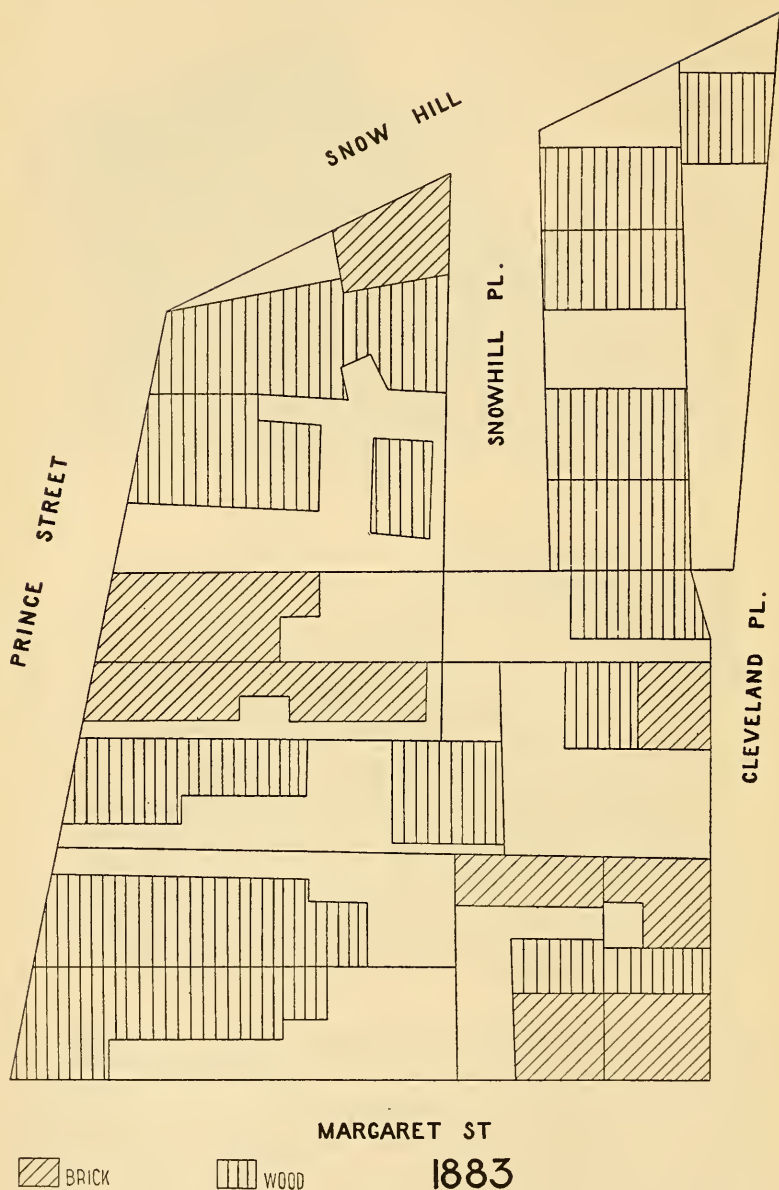 SNOW HILL
SNOWHILL PL.
PRINCE STREET
CLEVELAND PL.
MARGARET ST
BRICK
WOOD
1883